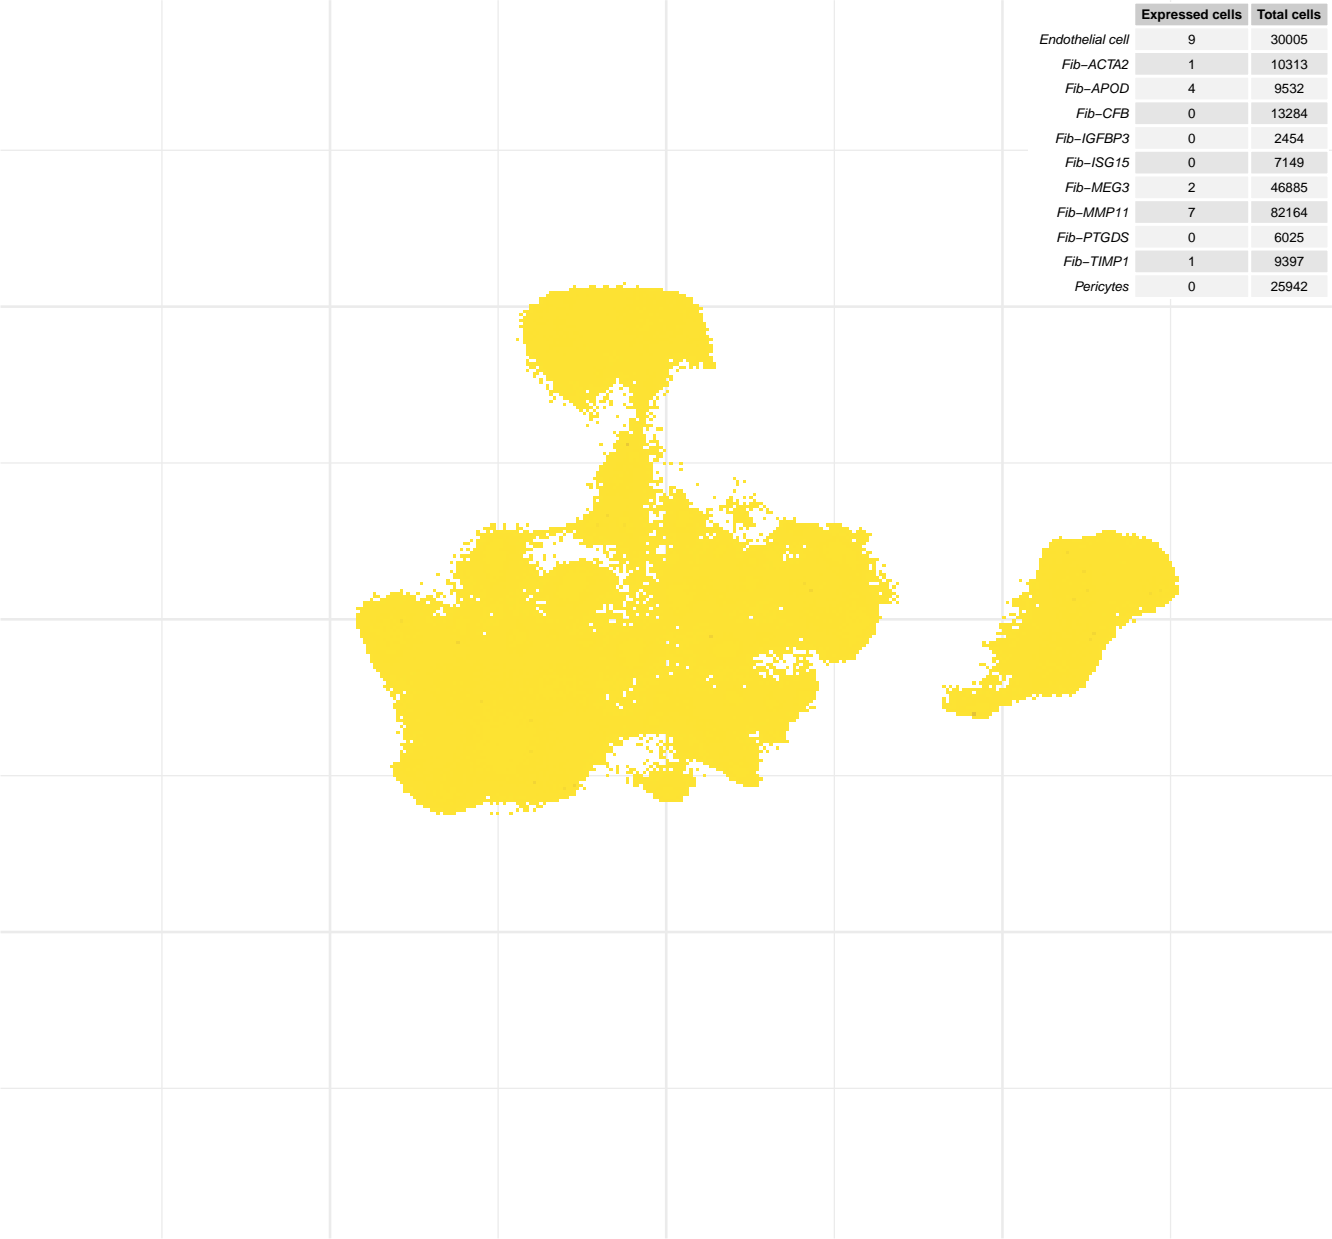 Expressed cells Total cells
Endothelial cell 9 30005
Fib−ACTA2 1 10313
Fib−APOD 4 9532
Fib−CFB 0 13284
Fib−IGFBP3 0 2454
Fib−ISG15 0 7149
Fib−MEG3 2 46885
Fib−MMP11 7 82164
Fib−PTGDS 0 6025
Fib−TIMP1 1 9397
Pericytes 0 25942